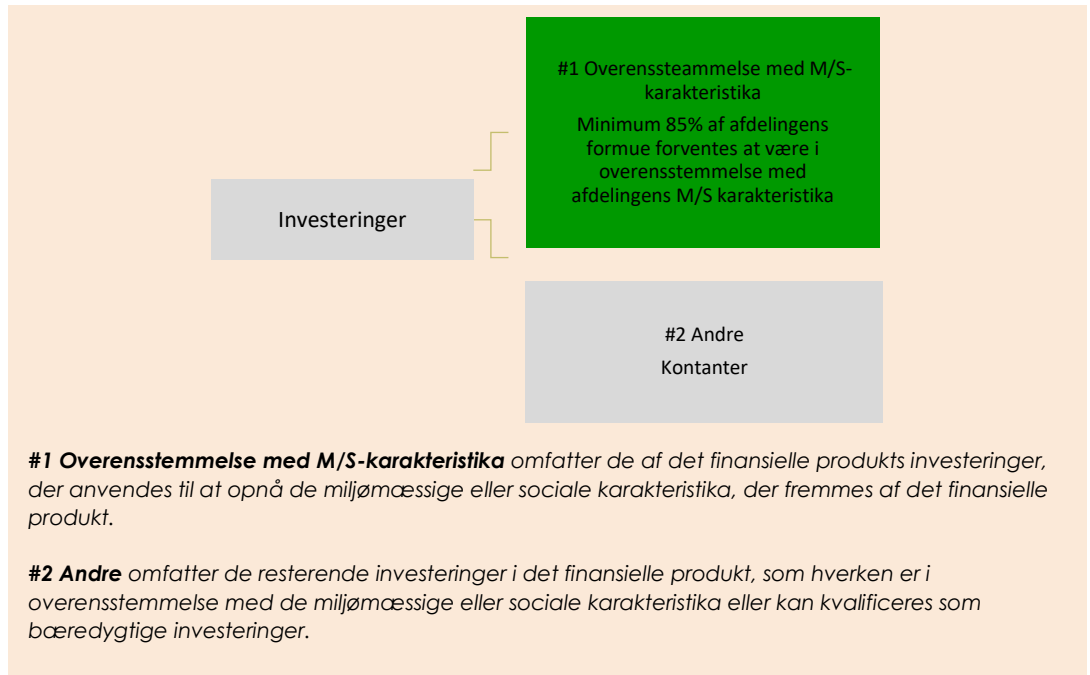 #1 Overenssteammelse med M/S-
karakteristika
Minimum 85% af afdelingens
formue forventes at være i
overensstemmelse med
afdelingens M/S karakteristika
Investeringer
#2 Andre
Kontanter
#1 Overensstemmelse med M/S-karakteristika omfatter de af det finansielle produkts investeringer,
der anvendes til at opnå de miljømæssige eller sociale karakteristika, der fremmes af det finansielle
produkt.
#2 Andre omfatter de resterende investeringer i det finansielle produkt, som hverken er i
overensstemmelse med de miljømæssige eller sociale karakteristika eller kan kvalificeres som
bæredygtige investeringer.